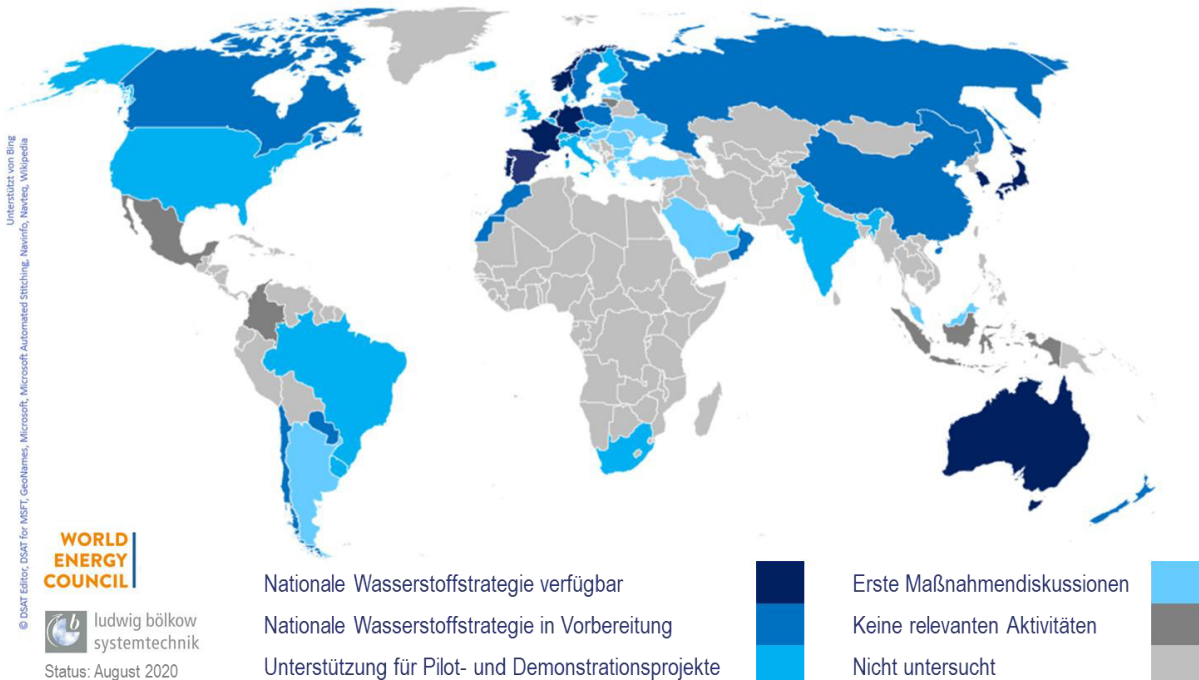 Unterstützt von Bing
© DSAT Editor, DSAT for MSFT, GeoNames, Microsoft, Microsoft Automated Stitching, Navinfo, Navteq, Wikipedia
WORLD
ENERGY
COUNCIL
b
ludwig bölkow
systemtechnik
Status: August 2020
Nationale Wasserstoffstrategie verfügbar
Nationale Wasserstoffstrategie in Vorbereitung
Unterstützung für Pilot- und Demonstrationsprojekte
Erste Maßnahmendiskussionen
Keine relevanten Aktivitäten
Nicht untersucht